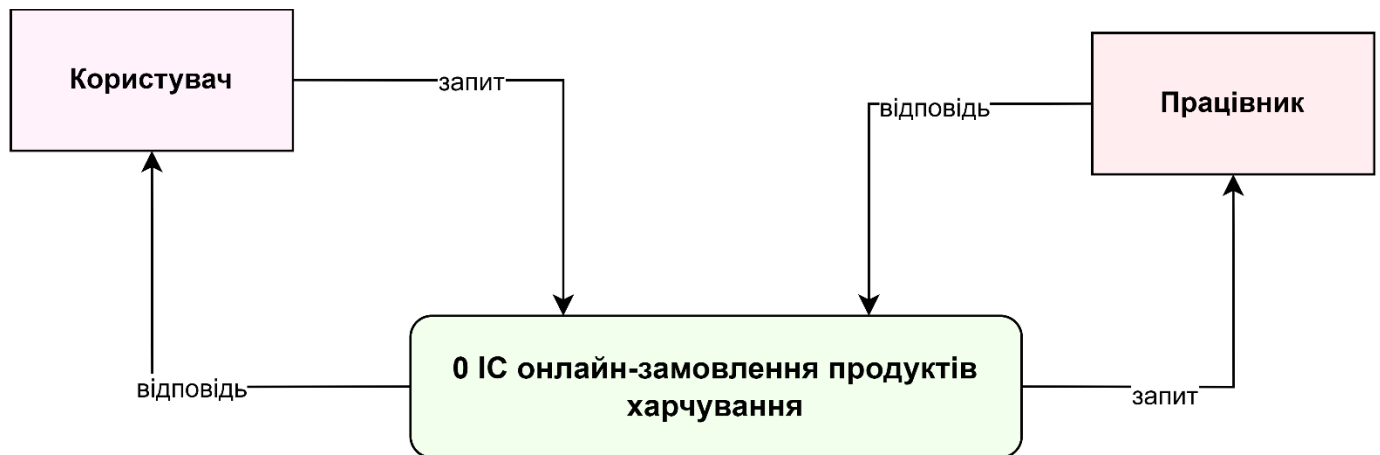 Користувач
запит
відповідь
Працівник
0 ІС онлайн-замовлення продуктів
харчування
відповідь
запит